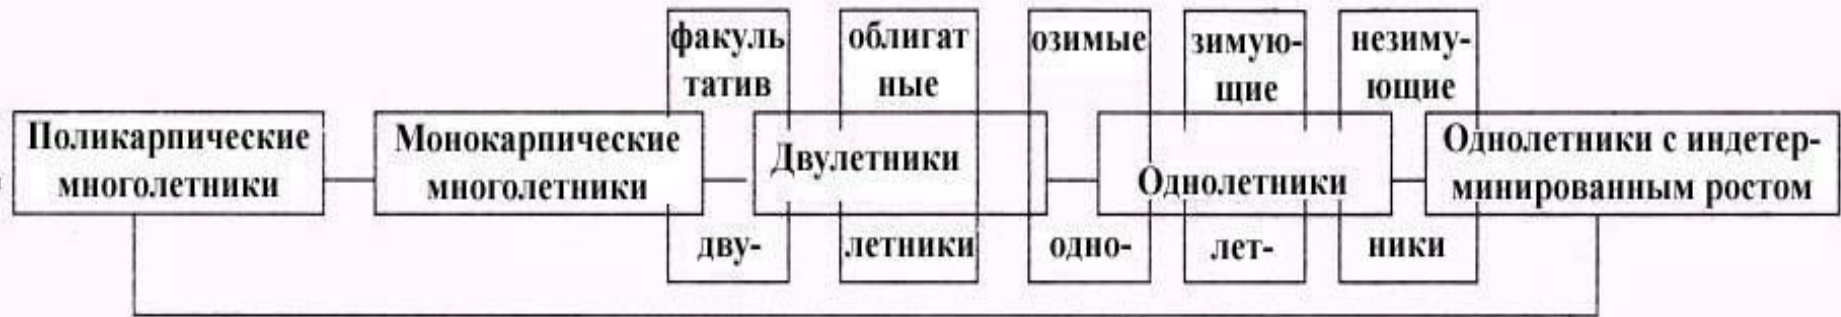 факуль
татив
облигат
ные
озимые
зимую-
щие
незиму-
ющие
Поликарпические
многолетники
Монокарпические
многолетники
Двулетники
Однолетники
Однолетники с индетер-
минированным ростом
дву-
летники
одно-
лет-
ники